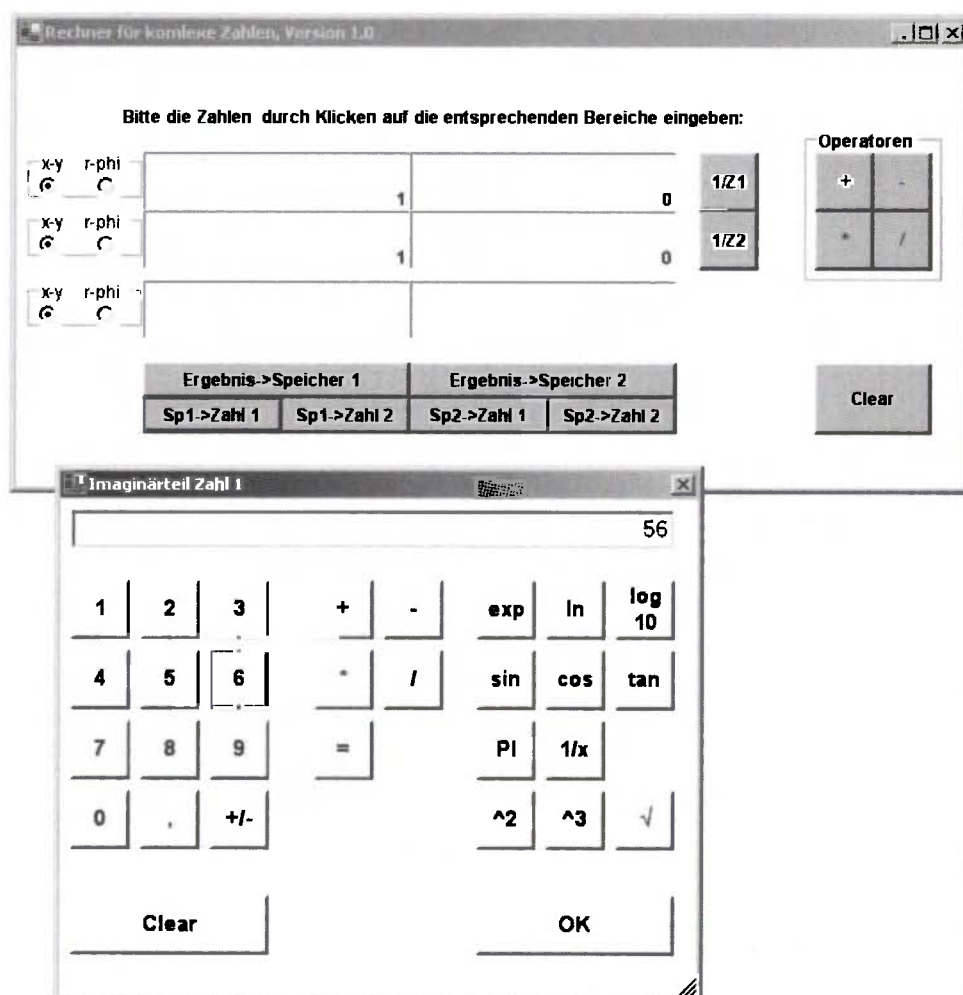 Rechner für komlexe Zahlen, Version 1.0
Bitte die Zahlen durch Klicken auf die entsprechenden Bereiche eingeben:
Operatoren
x-y r-phi
1 0
1/Z1
+ -
x-y r-phi
1 0
1/Z2
* /
x-y r-phi
Ergebnis->Speicher 1 Ergebnis->Speicher 2
Sp1->Zahl 1 Sp1->Zahl 2 Sp2->Zahl 1 Sp2->Zahl 2
Clear
Imaginärteil Zahl 1
56
1 2 3 + - exp ln log
10
4 5 6 * / sin cos tan
7 8 9 = PI 1/x
0 , +/- ^2 ^3 √
Clear OK